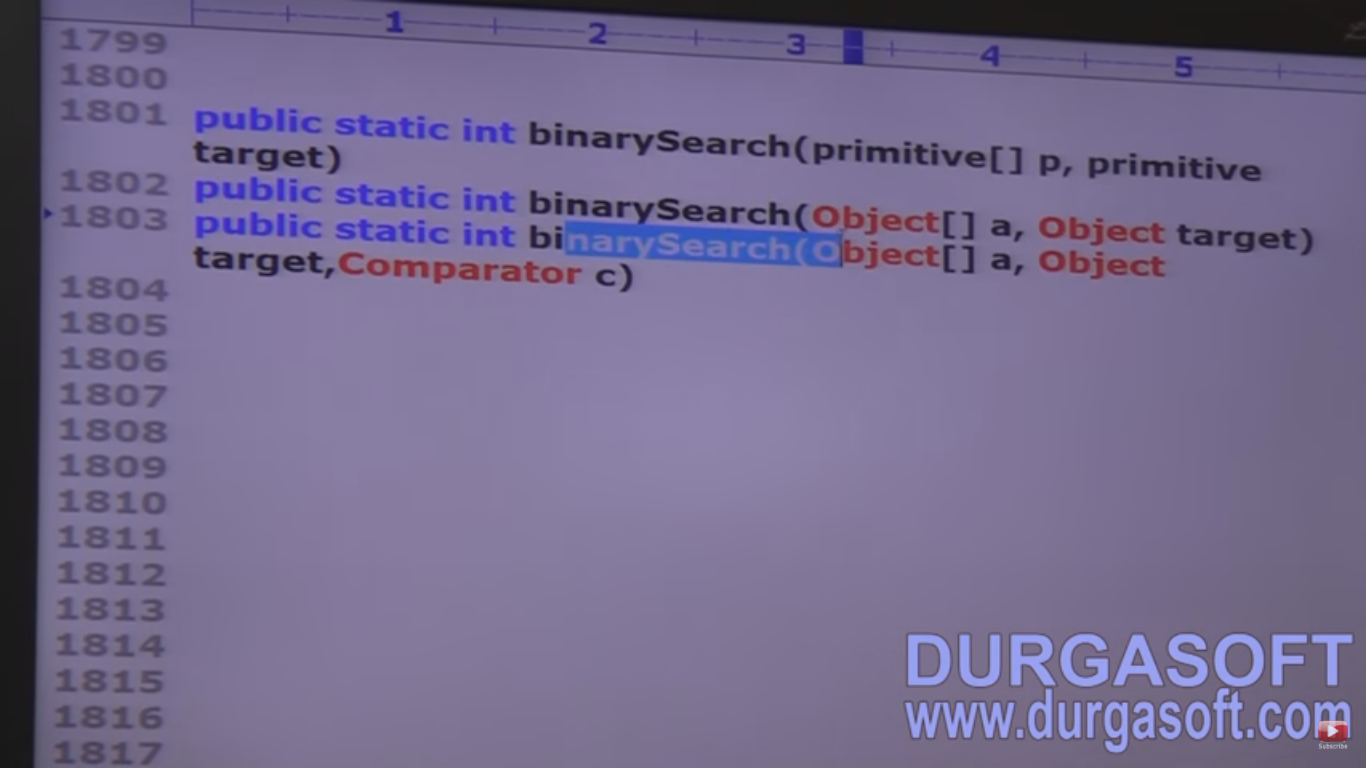 1 2 3 4 5
1799
1800
1801 public static int binarySearch(primitive[] p, primitive
target)
1802 public static int binarySearch(Object[] a, Object target)
1803 public static int binarySearch(Object[] a, Object
target,Comparator c)
1804
1805
1806
1807
1808
1809
1810
1811
1812
1813
1814
1815
1816
1817
DURGASOFT
www.durgasoft.com
Subscribe